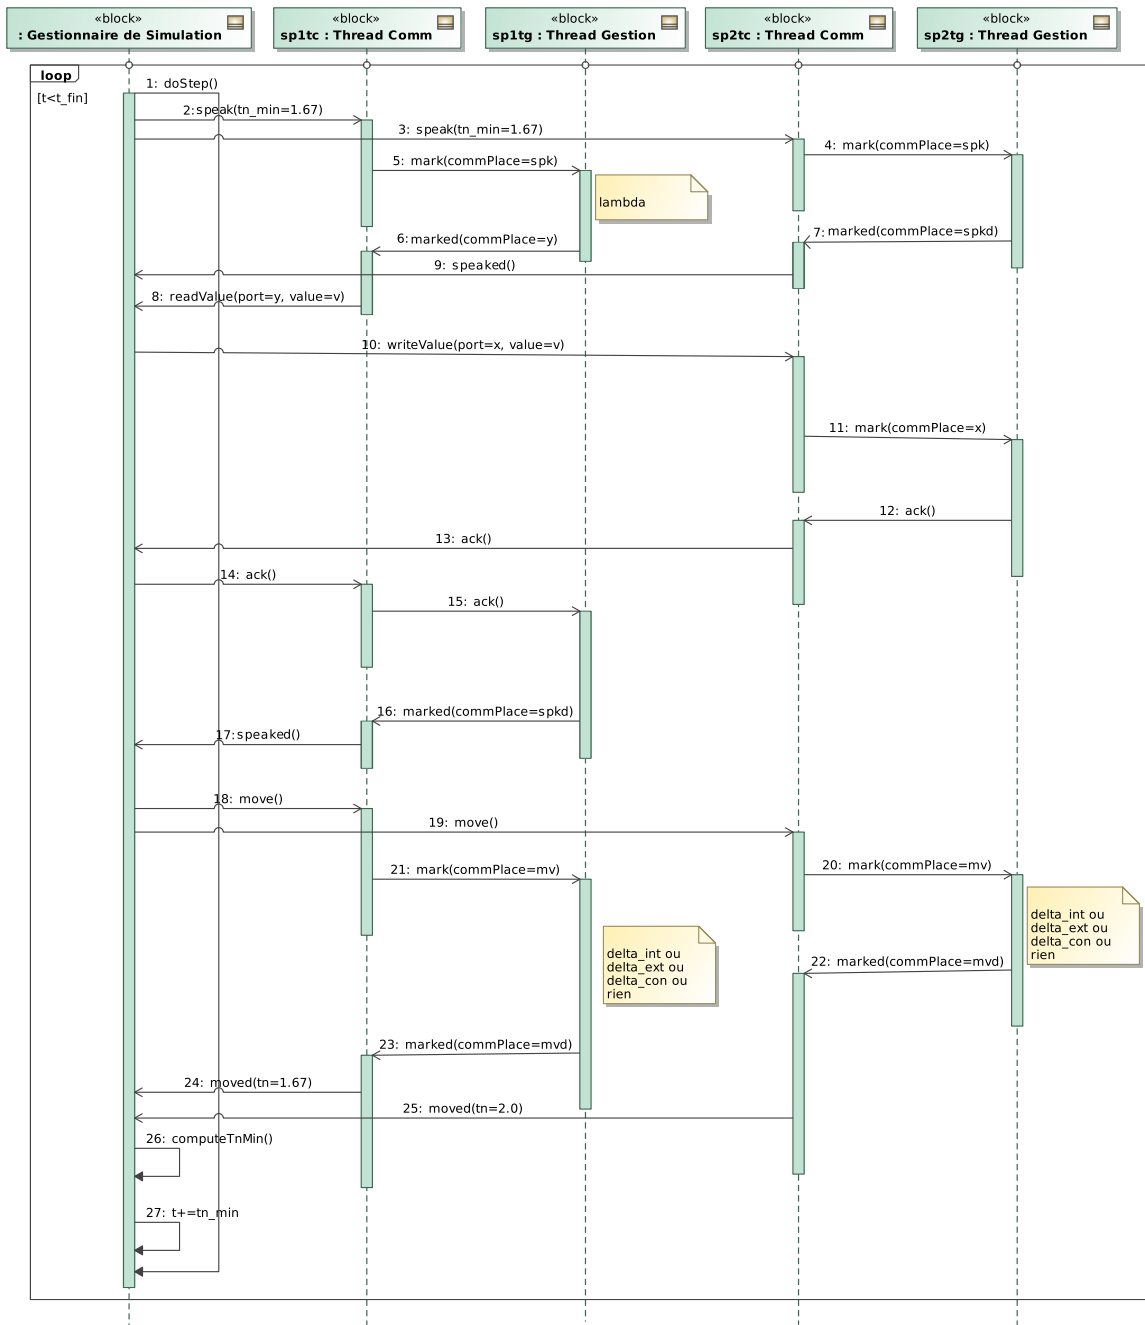 «block»
: Gestionnaire de Simulation
«block»
sp1tc : Thread Comm
«block»
sp1tg : Thread Gestion
«block»
sp2tc : Thread Comm
«block»
sp2tg : Thread Gestion
loop
[t<t_fin]
1: doStep()
2:speak(tn_min=1.67)
3: speak(tn_min=1.67)
4: mark(commPlace=spk)
5: mark(commPlace=spk)
lambda
6:marked(commPlace=y)
7:marked(commPlace=spkd)
9: speaked()
8: readValue(port=y, value=v)
10: writeValue(port=x, value=v)
11: mark(commPlace=x)
12: ack()
13: ack()
14: ack()
15: ack()
16: marked(commPlace=spkd)
17:speaked()
18: move()
19: move()
20: mark(commPlace=mv)
21: mark(commPlace=mv)
delta_int ou
delta_ext ou
delta_con ou
rien
delta_int ou
delta_ext ou
delta_con ou
rien
22: marked(commPlace=mvd)
23: marked(commPlace=mvd)
24: moved(tn=1.67)
25: moved(tn=2.0)
26: computeTnMin()
27: t+=tn_min